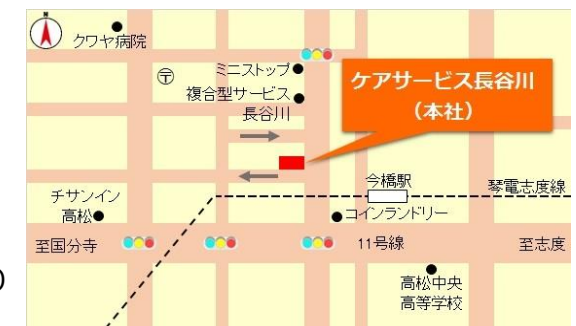 クワヤ病院
〒
ミニストップ
複合型サービス
長谷川
ケアサービス長谷川
（本社）
今橋駅
琴電志度線
チサンイン
高松
コインランドリー
至国分寺
11号線
至志度
高松中央
高等学校
)